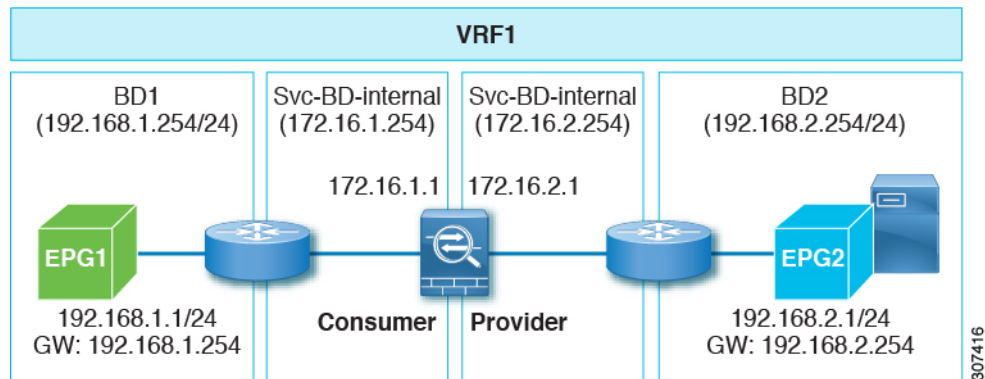 VRF1
BD1
(192.168.1.254/24)
Svc-BD-internal
(172.16.1.254)
Svc-BD-internal
(172.16.2.254)
BD2
(192.168.2.254/24)
172.16.1.1
172.16.2.1
EPG1
EPG2
192.168.1.1/24
GW: 192.168.1.254
Consumer
Provider
192.168.2.1/24
GW: 192.168.2.254
307416